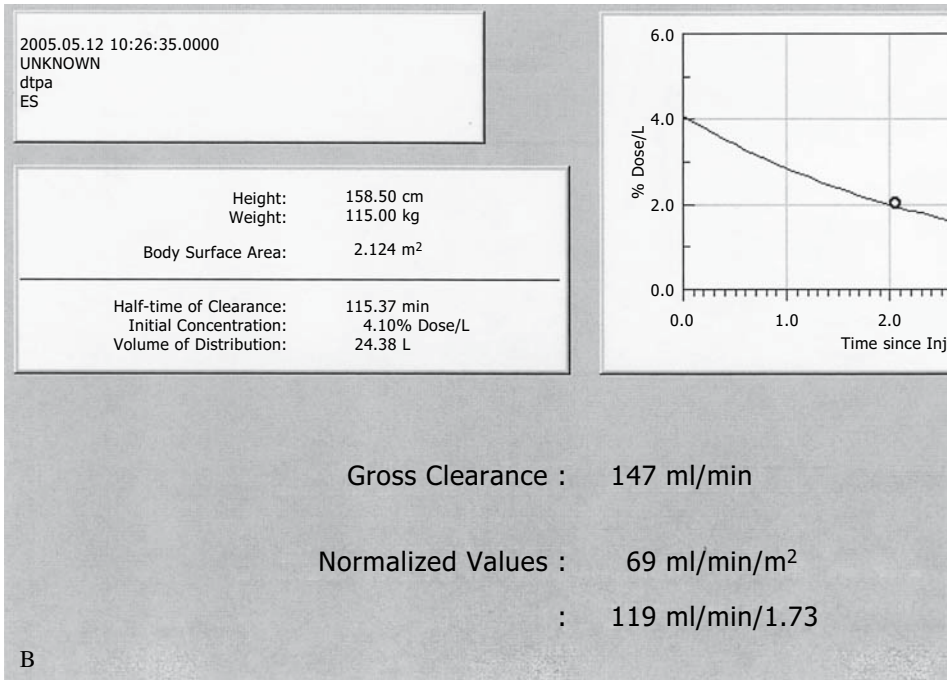 2005.05.12 10:26:35.0000
UNKNOWN
dtpa
ES
Height: 158.50 cm
Weight: 115.00 kg
Body Surface Area: 2.124 m²
Half-time of Clearance: 115.37 min
Initial Concentration: 4.10% Dose/L
Volume of Distribution: 24.38 L
6.0
4.0
2.0
0.0
% Dose/L
0.0 1.0 2.0
Time since Inj
Gross Clearance : 147 ml/min
Normalized Values : 69 ml/min/m²
: 119 ml/min/1.73
B